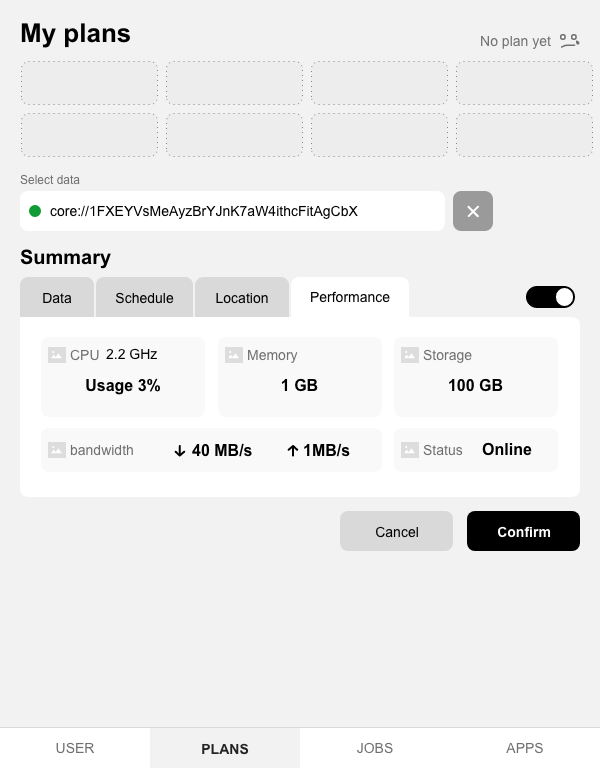 My plans
No plan yet
Select data
core://1FXEYVsMeAyzBrYJnK7aW4ithcFitAgCbX
Summary
Data Schedule Location Performance
CPU 2.2 GHz
Usage 3%
Memory
1 GB
Storage
100 GB
bandwidth ↓ 40 MB/s ↑ 1MB/s
Status Online
Cancel Confirm
USER PLANS JOBS APPS